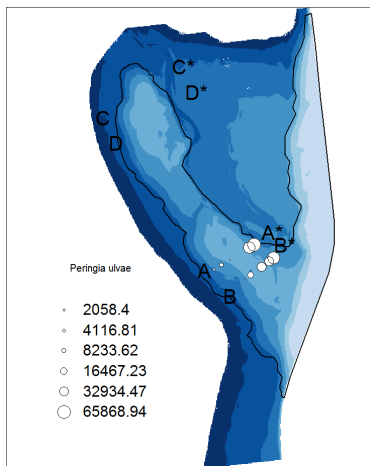 C*
D*
C
D
A*
B*
A
B
Peringia ulvae
2058.4
4116.81
8233.62
16467.23
32934.47
65868.94